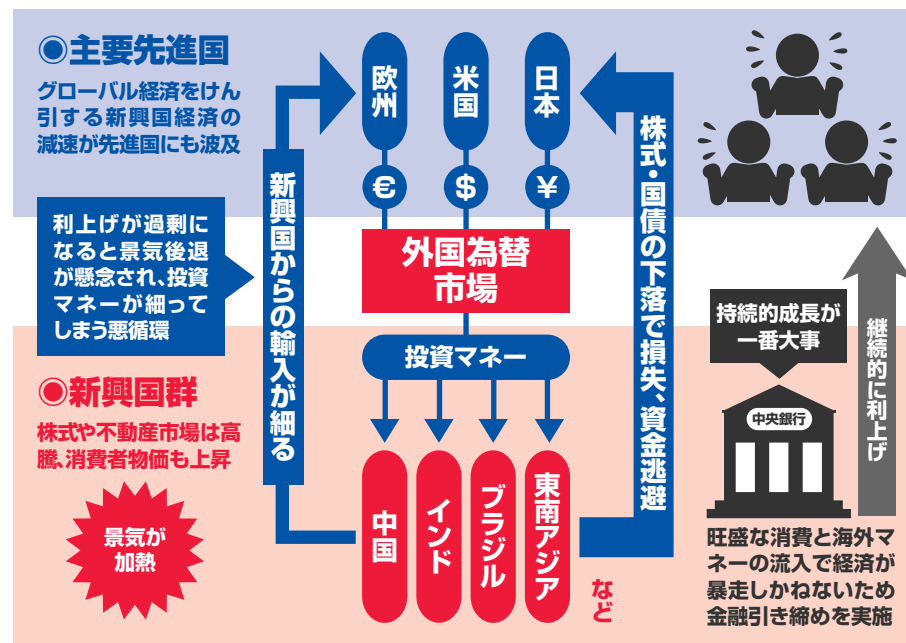 ◉主要先進国
グローバル経済をけん
引する新興国経済の
減速が先進国にも波及
欧州
米国
日本
€
$
¥
外国為替
市場
投資マネー
新興国からの輸入が細る
株式・国債の下落で損失、資金逃避
利上げが過剰に
なると景気後退
が懸念され、投資
マネーが細って
しまう悪循環
◉新興国群
株式や不動産市場は高
騰、消費者物価も上昇
景気が
加熱
中国
インド
ブラジル
東南アジア
など
持続的成長が
一番大事
中央銀行
継続的に利上げ
旺盛な消費と海外マ
ネーの流入で経済が
暴走しかねないため
金融引き締めを実施